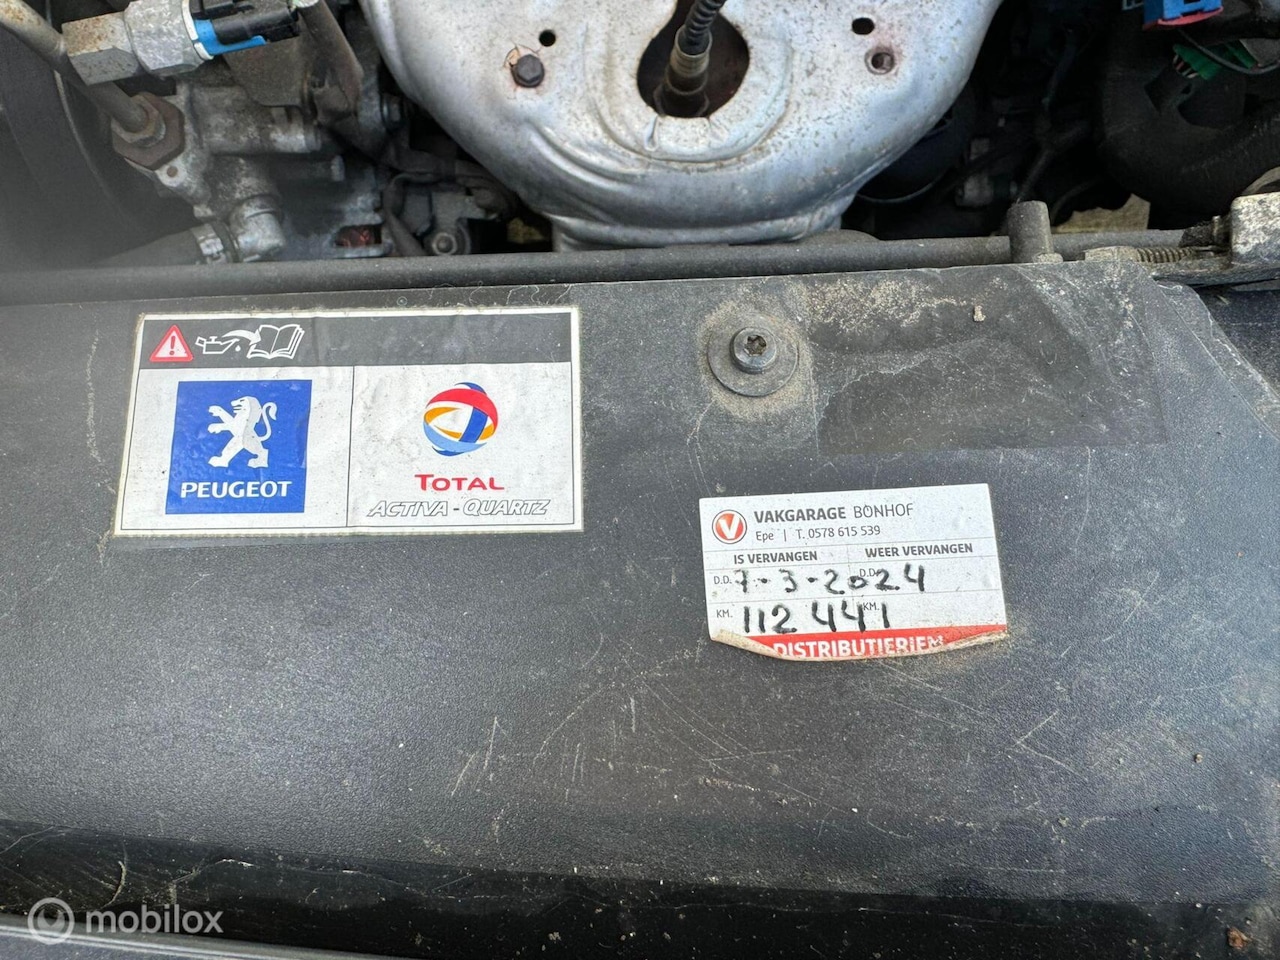 PEUGEOT
TOTAL
ACTIVA - QUARTZ
VAKGARAGE BONHOF
Epe | T. 0578 615 539
IS VERVANGEN WEER VERVANGEN
D.D. 7-3-2024 D.D.
KM. 112441 KM.
DISTRIBUTIERIEM
mobilox